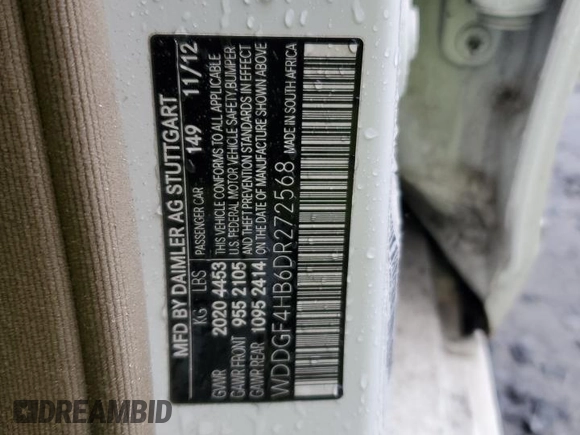 MFD BY DAIMLER AG STUTTGART
KG LBS PASSENGER CAR 149 11/12
GVWR 2020 4453 THIS VEHICLE CONFORMS TO ALL APPLICABLE
GAWR FRONT 955 2105 U.S. FEDERAL MOTOR VEHICLE SAFETY/BUMPER
GAWR REAR 1095 2414 AND THEFT PREVENTION STANDARDS IN EFFECT
ON THE DATE OF MANUFACTURE SHOWN ABOVE
WDDGF4HB6DR272568 MADE IN SOUTH AFRICA
DREAMBID